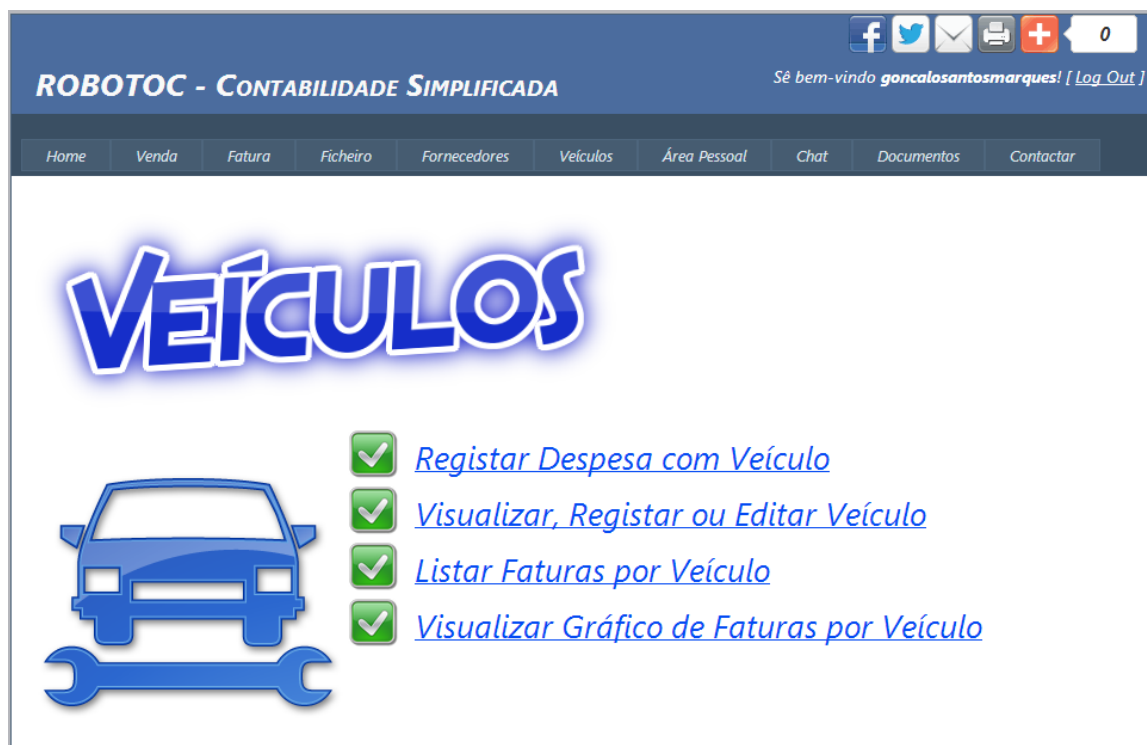 0
ROBOTOC - CONTABILIDADE SIMPLIFICADA
Sê bem-vindo goncalosantosmarques! [ Log Out ]
Home Venda Fatura Ficheiro Fornecedores Veículos Área Pessoal Chat Documentos Contactar
VEÍCULOS
Registar Despesa com Veículo
Visualizar, Registar ou Editar Veículo
Listar Faturas por Veículo
Visualizar Gráfico de Faturas por Veículo